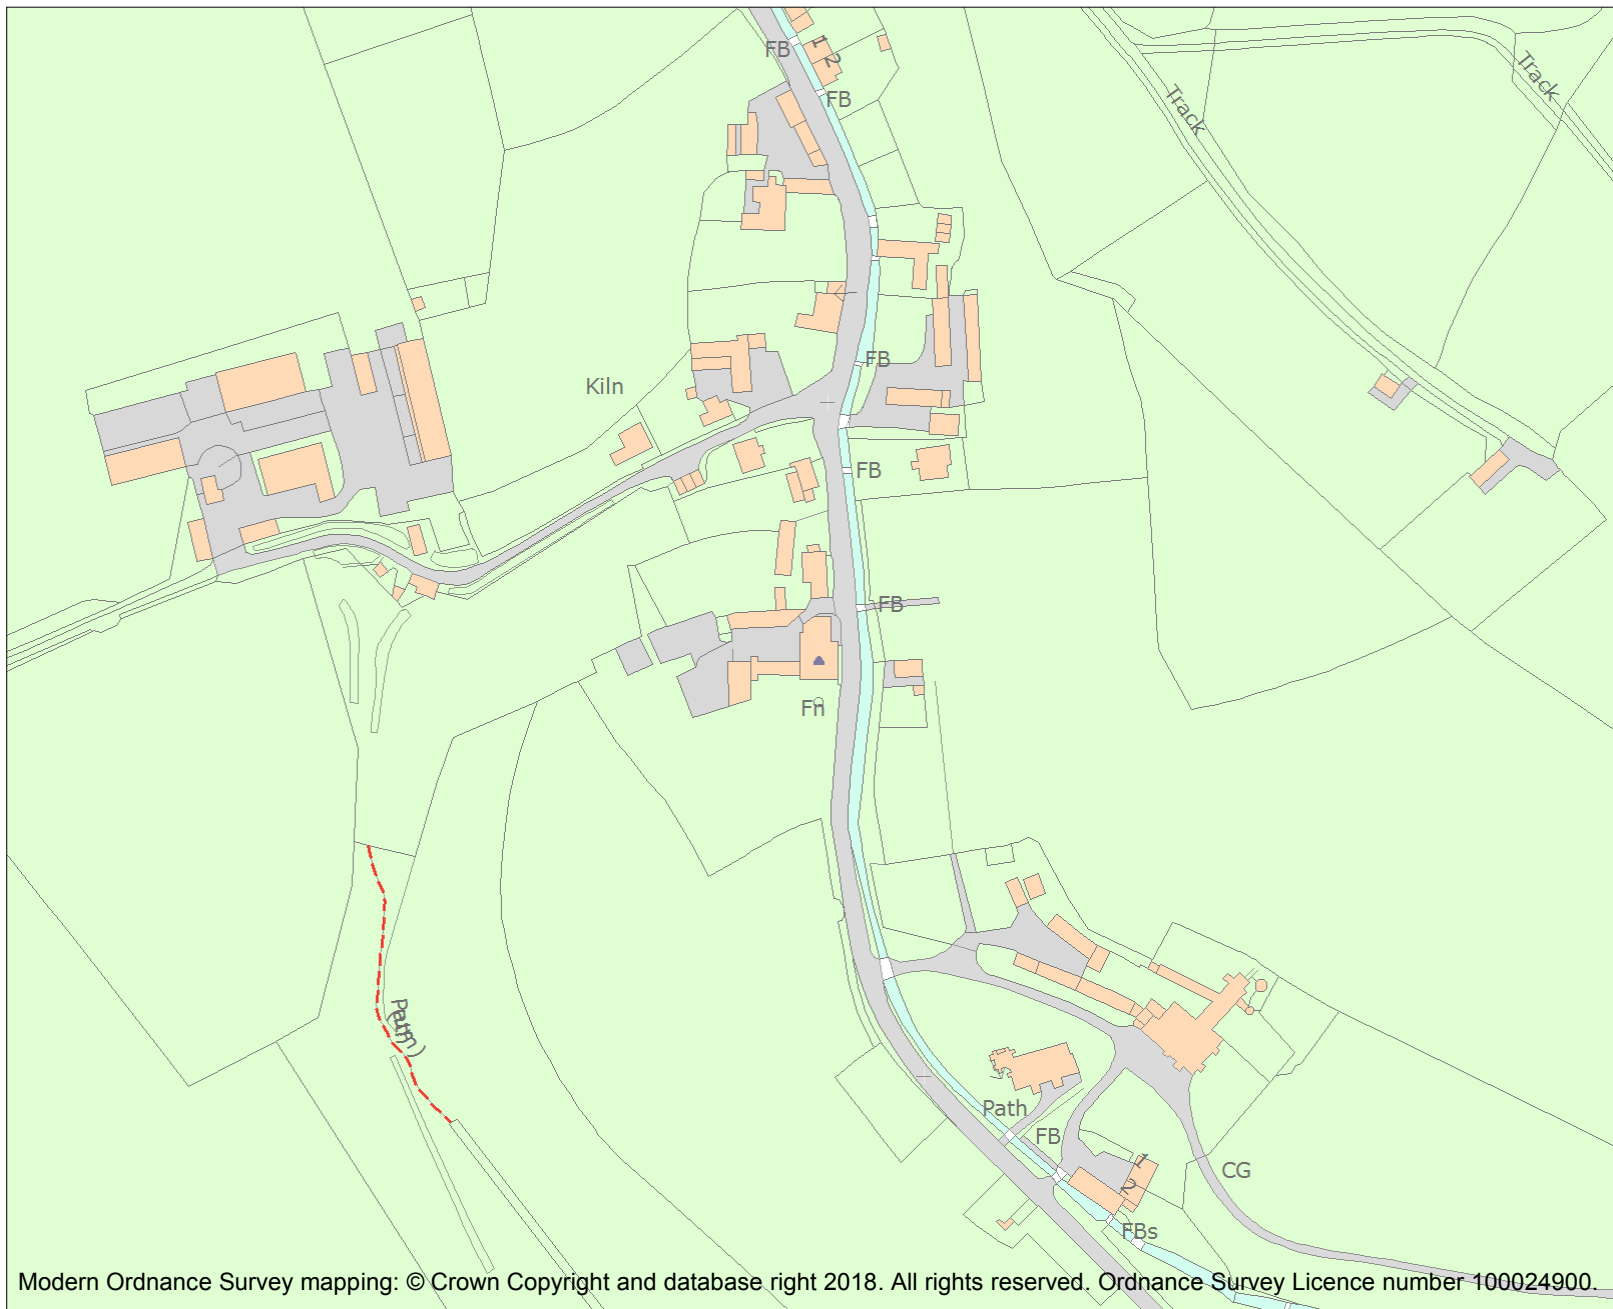 FB
1
2
FB
Track
Track
FB
Kiln
FB
FB
Fn
Path
(um)
Path
FB
1
2
CG
FBs
Modern Ordnance Survey mapping: © Crown Copyright and database right 2018. All rights reserved. Ordnance Survey Licence number 100024900.